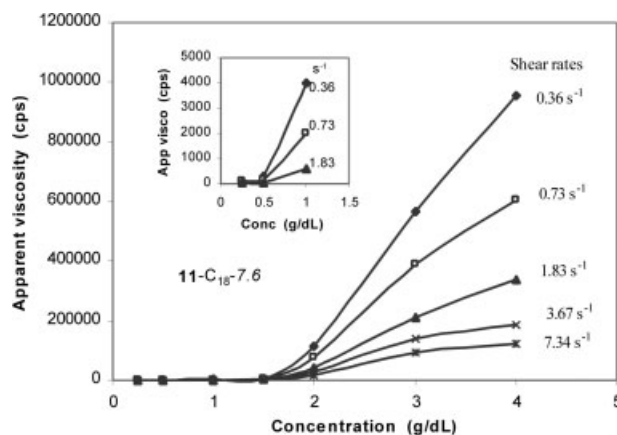 1200000
1000000
800000
600000
400000
200000
0
Apparent viscosity (cps)
0 1 2 3 4 5
Concentration (g/dL)
5000
4000
3000
2000
1000
0
App visco (cps)
0 0.5 1 1.5
Conc (g/dL)
s⁻¹
0.36
0.73
1.83
11-C₁₈-7.6
Shear rates
0.36 s⁻¹
0.73 s⁻¹
1.83 s⁻¹
3.67 s⁻¹
7.34 s⁻¹